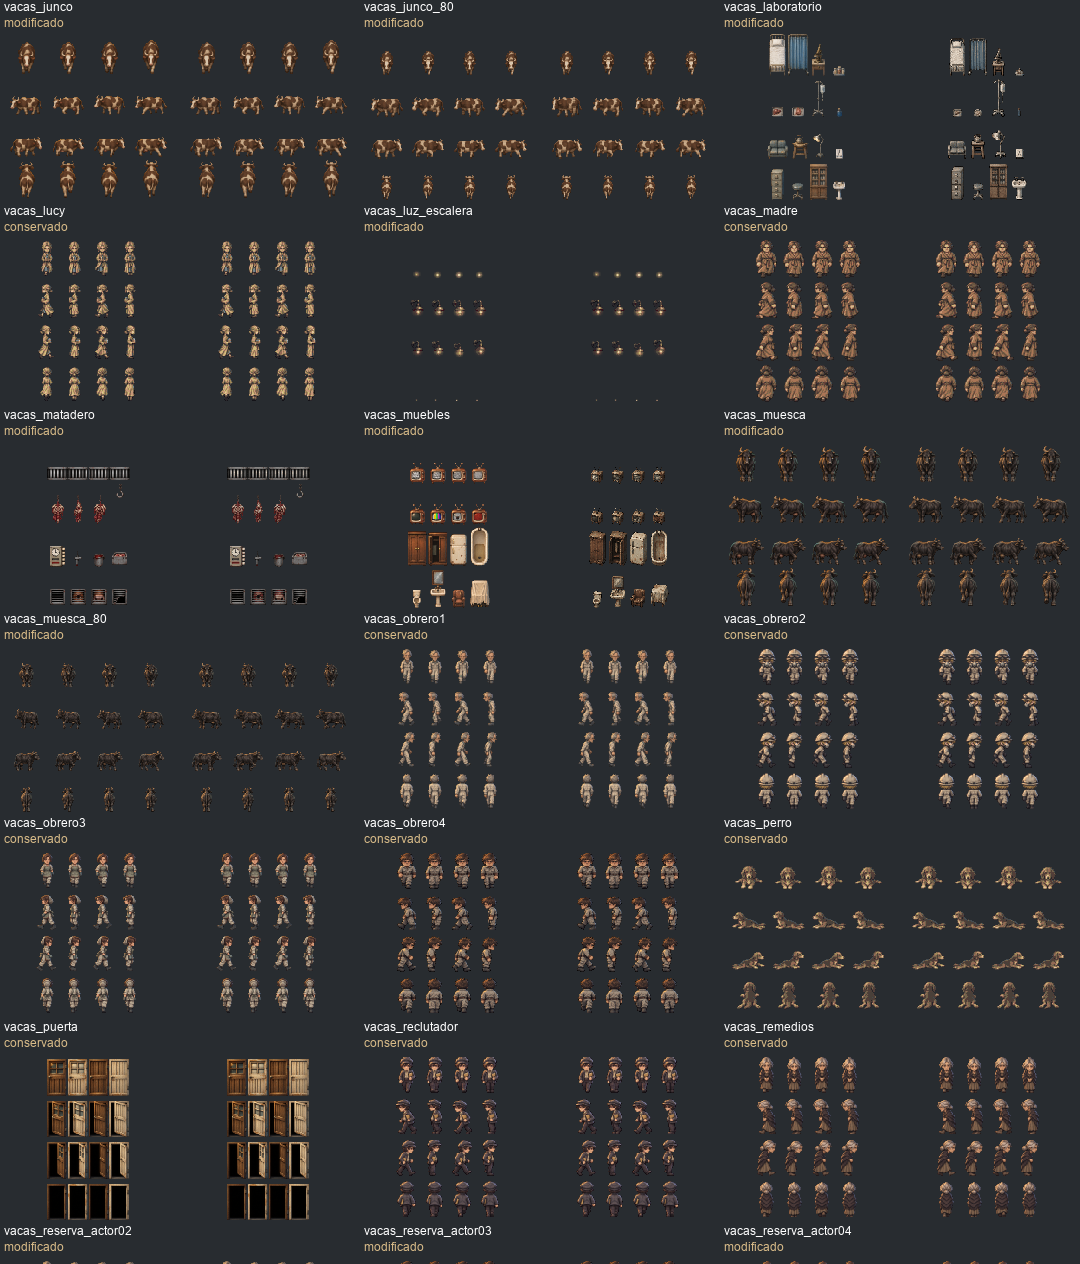 vacas_junco
modificado
vacas_junco_80
modificado
vacas_laboratorio
modificado
vacas_lucy
conservado
vacas_luz_escalera
modificado
vacas_madre
conservado
vacas_matadero
modificado
vacas_muebles
modificado
vacas_muesca
modificado
vacas_muesca_80
modificado
vacas_obrero1
conservado
vacas_obrero2
conservado
vacas_obrero3
conservado
vacas_obrero4
conservado
vacas_perro
conservado
vacas_puerta
conservado
vacas_reclutador
conservado
vacas_remedios
conservado
vacas_reserva_actor02
modificado
vacas_reserva_actor03
modificado
vacas_reserva_actor04
modificado